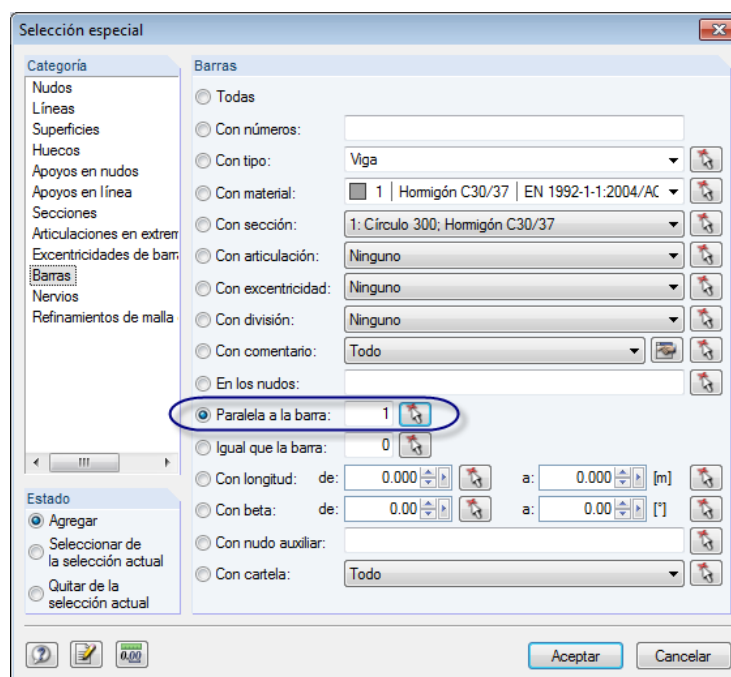 Selección especial
Categoría
Nudos
Líneas
Superficies
Huecos
Apoyos en nudos
Apoyos en línea
Secciones
Articulaciones en extrem
Excentricidades de barr
Barras
Nervios
Refinamientos de malla
Estado
Agregar
Seleccionar de
la selección actual
Quitar de la
selección actual
Barras
Todas
Con números:
Con tipo: Viga
Con material: 1 | Hormigón C30/37 | EN 1992-1-1:2004/AC
Con sección: 1: Círculo 300; Hormigón C30/37
Con articulación: Ninguno
Con excentricidad: Ninguno
Con división: Ninguno
Con comentario: Todo
En los nudos:
Paralela a la barra: 1
Igual que la barra: 0
Con longitud: de: 0.000 a: 0.000 [m]
Con beta: de: 0.00 a: 0.00 [°]
Con nudo auxiliar:
Con cartela: Todo
0.00
Aceptar Cancelar